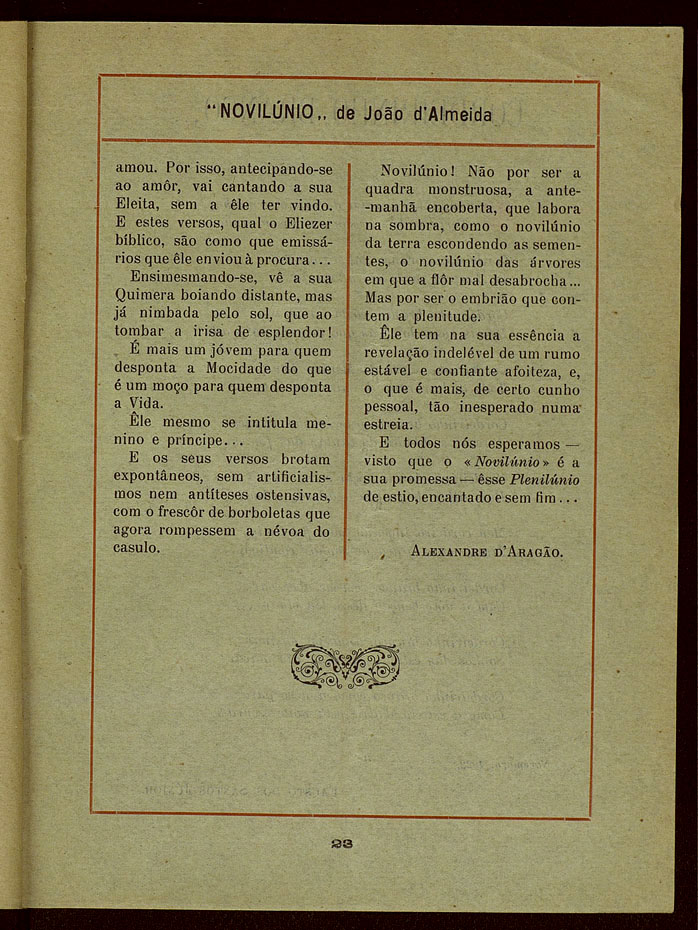 "NOVILÚNIO„ de João d'Almeida
amou. Por isso, antecipando-se
ao amôr, vai cantando a sua
Eleita, sem a êle ter vindo.
E estes versos, qual o Eliezer
bíblico, são como que emissá-
rios que êle enviou à procura...
Ensimesmando-se, vê a sua
Quimera boiando distante, mas
já nimbada pelo sol, que ao
tombar a irisa de esplendor!
É mais um jóvem para quem
desponta a Mocidade do que
é um moço para quem desponta
a Vida.
Êle mesmo se intitula me-
nino e príncipe...
E os seus versos brotam
expontâneos, sem artificialis-
mos nem antíteses ostensivas,
com o frescôr de borboletas que
agora rompessem a névoa do
casulo.
Novilúnio! Não por ser a
quadra monstruosa, a ante-
-manhã encoberta, que labora
na sombra, como o novilúnio
da terra escondendo as semen-
tes, o novilúnio das árvores
em que a flôr mal desabrocha...
Mas por ser o embrião que con-
tem a plenitude.
Êle tem na sua essência a
revelação indelével de um rumo
estável e confiante afoiteza, e,
o que é mais, de certo cunho
pessoal, tão inesperado numa
estreia.
E todos nós esperamos —
visto que o «Novilúnio» é a
sua promessa — êsse Plenilúnio
de estio, encantado e sem fim...
ALEXANDRE D'ARAGÃO.
23